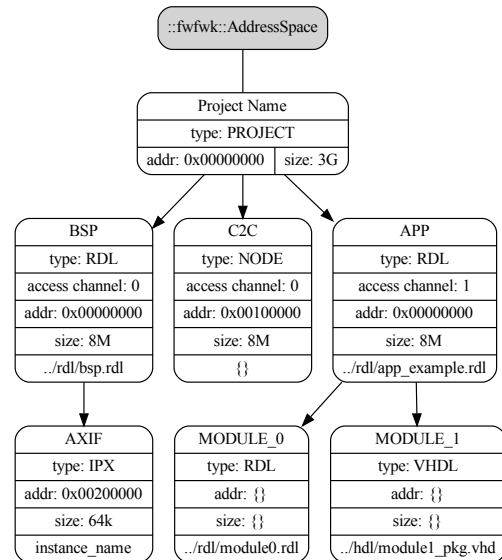 ::fwfwk::AddressSpace
Project Name
type: PROJECT
addr: 0x00000000
size: 3G
BSP
type: RDL
access channel: 0
addr: 0x00000000
size: 8M
../rdl/bsp.rdl
C2C
type: NODE
access channel: 0
addr: 0x00100000
size: 8M
{}
APP
type: RDL
access channel: 1
addr: 0x00000000
size: 8M
../rdl/app_example.rdl
AXIF
type: IPX
addr: 0x00200000
size: 64k
instance_name
MODULE_0
type: RDL
addr: {}
size: {}
../rdl/module0.rdl
MODULE_1
type: VHDL
addr: {}
size: {}
../hdl/module1_pkg.vhd